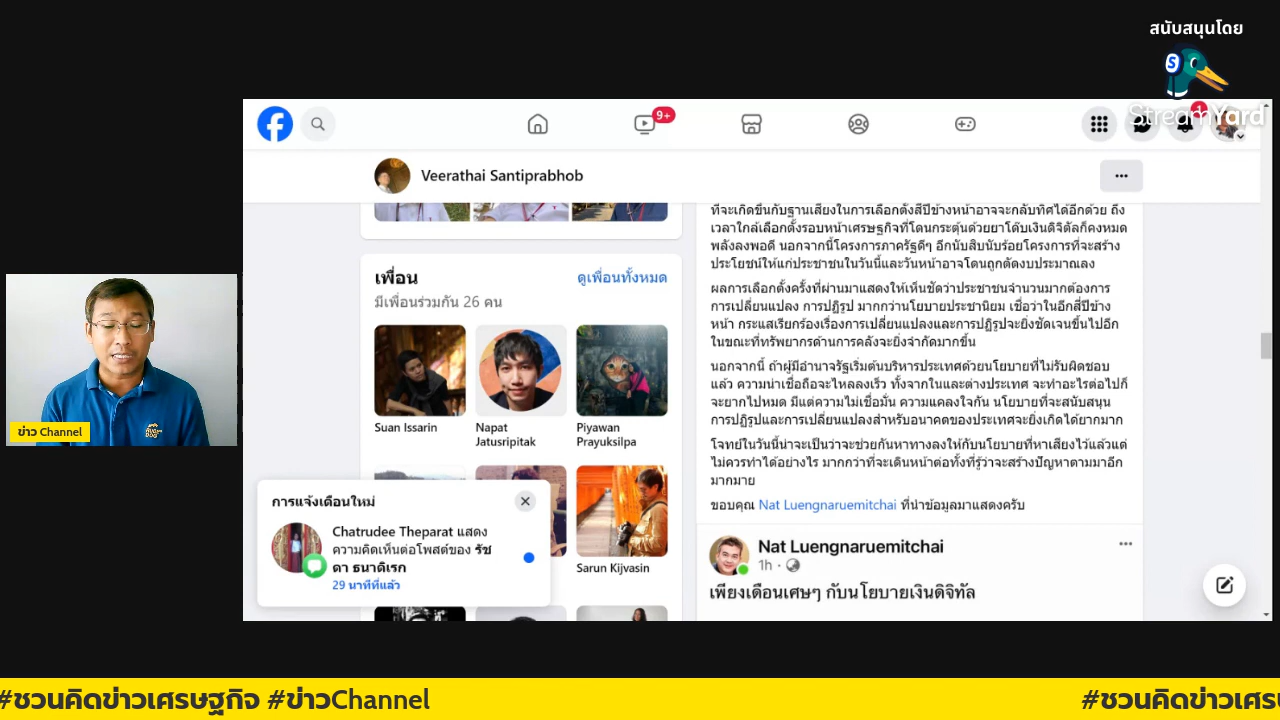 สนับสนุนโดย
S
StreamYard
9+
1
Veerathai Santiprabhob
เพื่อน
ดูเพื่อนทั้งหมด
มีเพื่อนร่วมกัน 26 คน
Suan Issarin
Napat
Jatusripitak
Piyawan
Prayuksilpa
Sarun Kijvasin
การแจ้งเตือนใหม่
Chatrudee Theparat แสดง
ความคิดเห็นต่อโพสต์ของ รัช
ดา ธนาดิเรก
29 นาทีที่แล้ว
ที่จะเกิดขึ้นกับฐานเสียงในการเลือกตั้งสี่ปีข้างหน้าอาจจะกลับทิศได้อีกด้วย ถึง
เวลาใกล้เลือกตั้งรอบหน้าเศรษฐกิจที่โดนกระตุ้นด้วยยาโด๊บเงินดิจิตัลก็คงหมด
พลังลงพอดี นอกจากนี้โครงการภาครัฐดีๆ อีกนับสิบนับร้อยโครงการที่จะสร้าง
ประโยชน์ให้แก่ประชาชนในวันนี้และวันหน้าอาจโดนถูกตัดงบประมาณลง
ผลการเลือกตั้งครั้งที่ผ่านมาแสดงให้เห็นชัดว่าประชาชนจำนวนมากต้องการ
การเปลี่ยนแปลง การปฏิรูป มากกว่านโยบายประชานิยม เชื่อว่าในอีกสี่ปีข้าง
หน้า กระแสเรียกร้องเรื่องการเปลี่ยนแปลงและการปฏิรูปจะยิ่งชัดเจนขึ้นไปอีก
ในขณะที่ทรัพยากรด้านการคลังจะยิ่งจำกัดมากขึ้น
นอกจากนี้ ถ้าผู้มีอำนาจรัฐเริ่มต้นบริหารประเทศด้วยนโยบายที่ไม่รับผิดชอบ
แล้ว ความน่าเชื่อถือจะไหลลงเร็ว ทั้งจากในและต่างประเทศ จะทำอะไรต่อไปก็
จะยากไปหมด มีแต่ความไม่เชื่อมั่น ความแคลงใจกัน นโยบายที่จะสนับสนุน
การปฏิรูปและการเปลี่ยนแปลงสำหรับอนาคตของประเทศจะยิ่งเกิดได้ยากมาก
โจทย์ในวันนี้น่าจะเป็นว่าจะช่วยกันหาทางลงให้กับนโยบายที่หาเสียงไว้แล้วแต่
ไม่ควรทำได้อย่างไร มากกว่าที่จะเดินหน้าต่อทั้งที่รู้ว่าจะสร้างปัญหาตามมาอีก
มากมาย
ขอบคุณ Nat Luengnaruemitchai ที่นำข้อมูลมาแสดงครับ
Nat Luengnaruemitchai
1h
เพียงเดือนเศษๆ กับนโยบายเงินดิจิทัล
ข่าว Channel
#ชวนคิดข่าวเศรษฐกิจ #ข่าวChannel
#ชวนคิดข่าวเศร